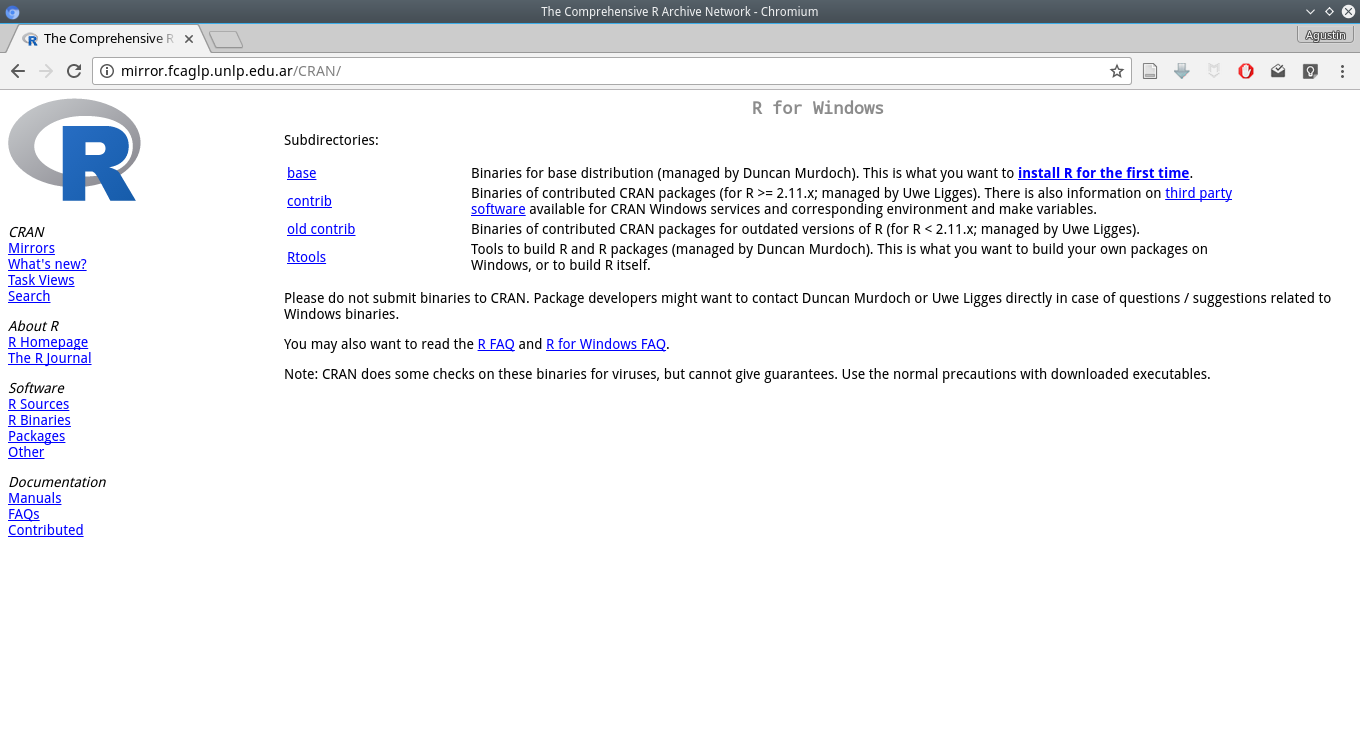 The Comprehensive R Archive Network - Chromium
The Comprehensive R
Agustín
mirror.fcaglp.unlp.edu.ar/CRAN/
R
CRAN
Mirrors
What's new?
Task Views
Search
About R
R Homepage
The R Journal
Software
R Sources
R Binaries
Packages
Other
Documentation
Manuals
FAQs
Contributed
R for Windows
Subdirectories:
base Binaries for base distribution (managed by Duncan Murdoch). This is what you want to install R for the first time.
contrib Binaries of contributed CRAN packages (for R >= 2.11.x; managed by Uwe Ligges). There is also information on third party
software available for CRAN Windows services and corresponding environment and make variables.
old contrib Binaries of contributed CRAN packages for outdated versions of R (for R < 2.11.x; managed by Uwe Ligges).
Rtools Tools to build R and R packages (managed by Duncan Murdoch). This is what you want to build your own packages on
Windows, or to build R itself.
Please do not submit binaries to CRAN. Package developers might want to contact Duncan Murdoch or Uwe Ligges directly in case of questions / suggestions related to
Windows binaries.
You may also want to read the R FAQ and R for Windows FAQ.
Note: CRAN does some checks on these binaries for viruses, but cannot give guarantees. Use the normal precautions with downloaded executables.